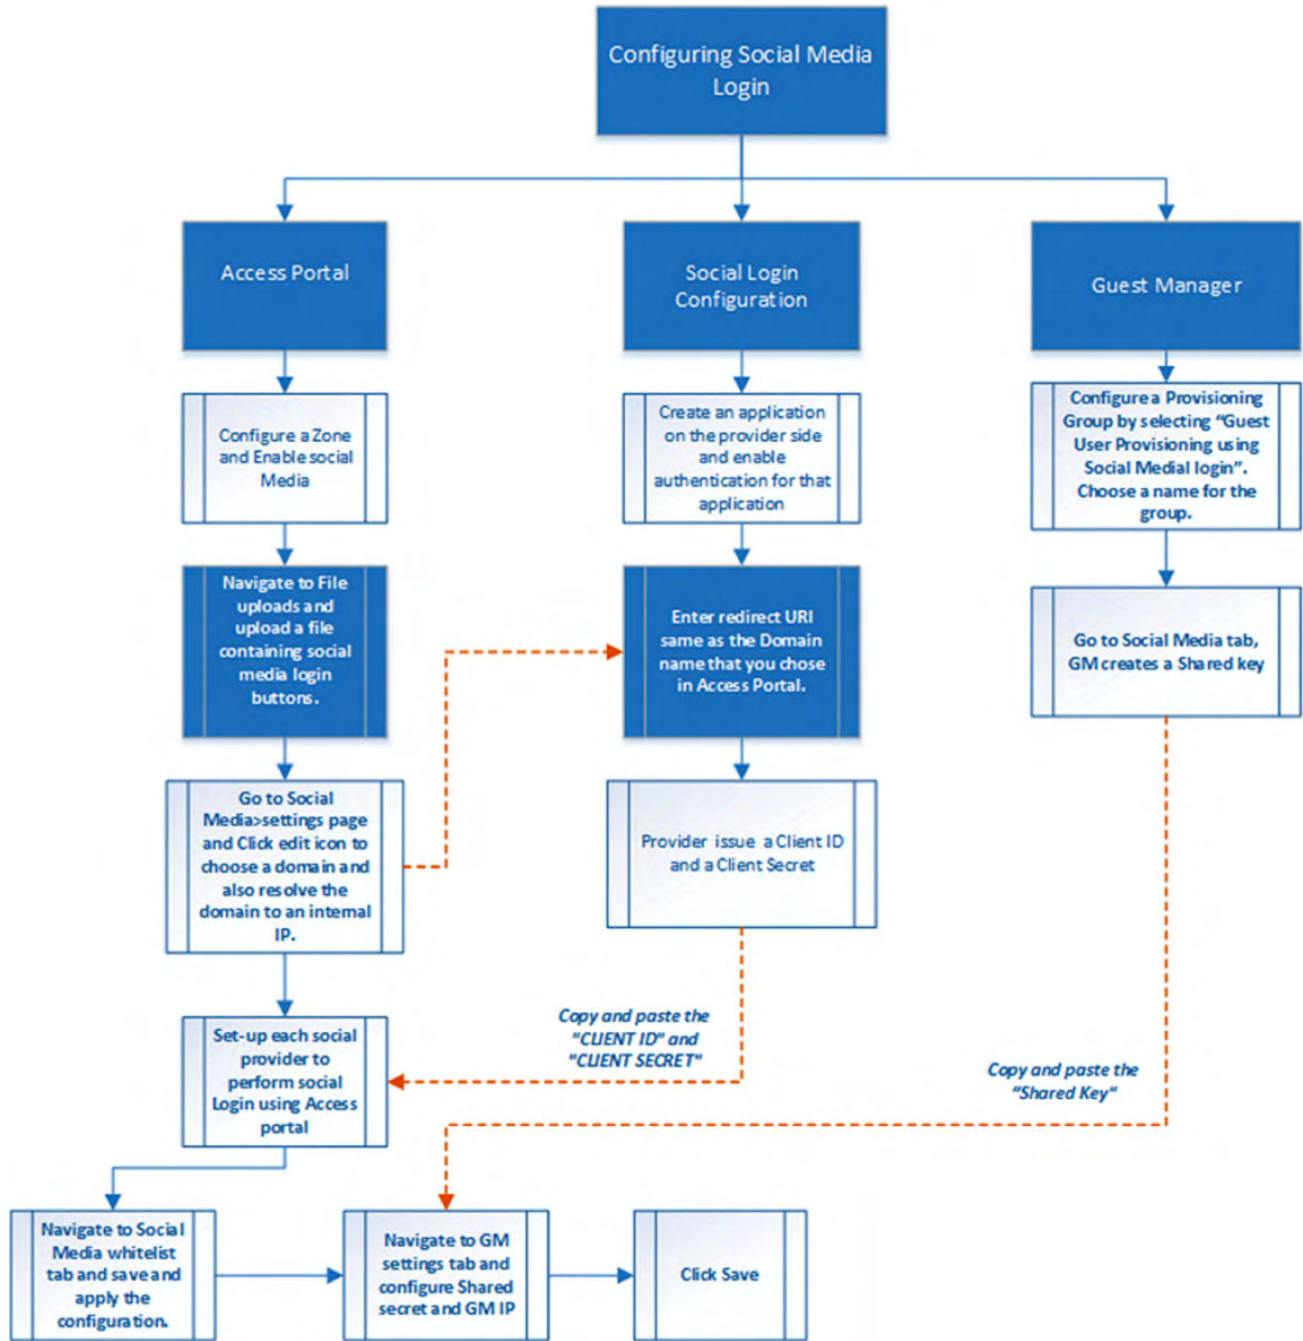 Configuring Social Media
Login
Access Portal
Social Login
Configuration
Guest Manager
Configure a Zone
and Enable social
Media
Create an application
on the provider side
and enable
authentication for that
application
Configure a Provisioning
Group by selecting “Guest
User Provisioning using
Social Medial login”.
Choose a name for the
group.
Navigate to File
uploads and
upload a file
containing social
media login
buttons.
Enter redirect URI
same as the Domain
name that you chose
in Access Portal.
Go to Social Media tab,
GM creates a Shared key
Go to Social
Media>settings page
and Click edit icon to
choose a domain and
also resolve the
domain to an internal
IP.
Provider issue a Client ID
and a Client Secret
Set-up each social
provider to
perform social
Login using Access
portal
Copy and paste the
"CLIENT ID" and
"CLIENT SECRET"
Copy and paste the
"Shared Key"
Navigate to Social
Media whitelist
tab and save and
apply the
configuration.
Navigate to GM
settings tab and
configure Shared
secret and GM IP
Click Save